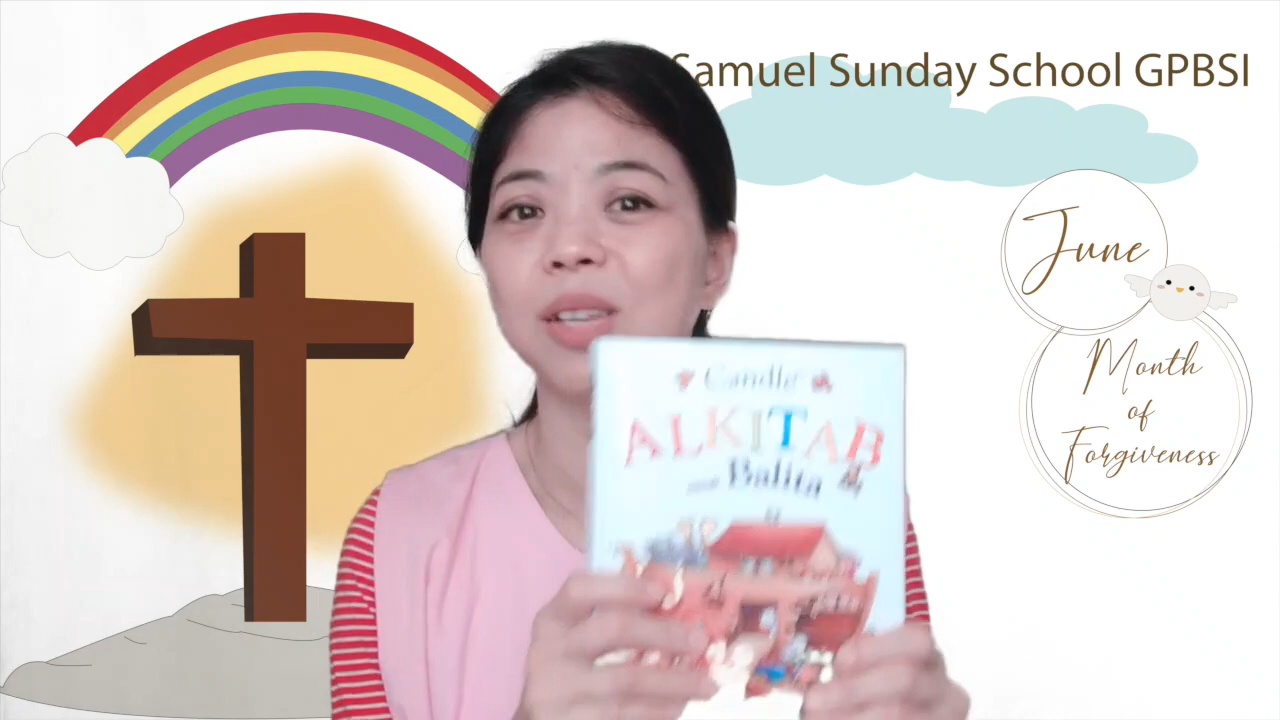 Samuel Sunday School GPBSI
June
Month
of
Forgiveness
Candle
ALKITAB
Balita